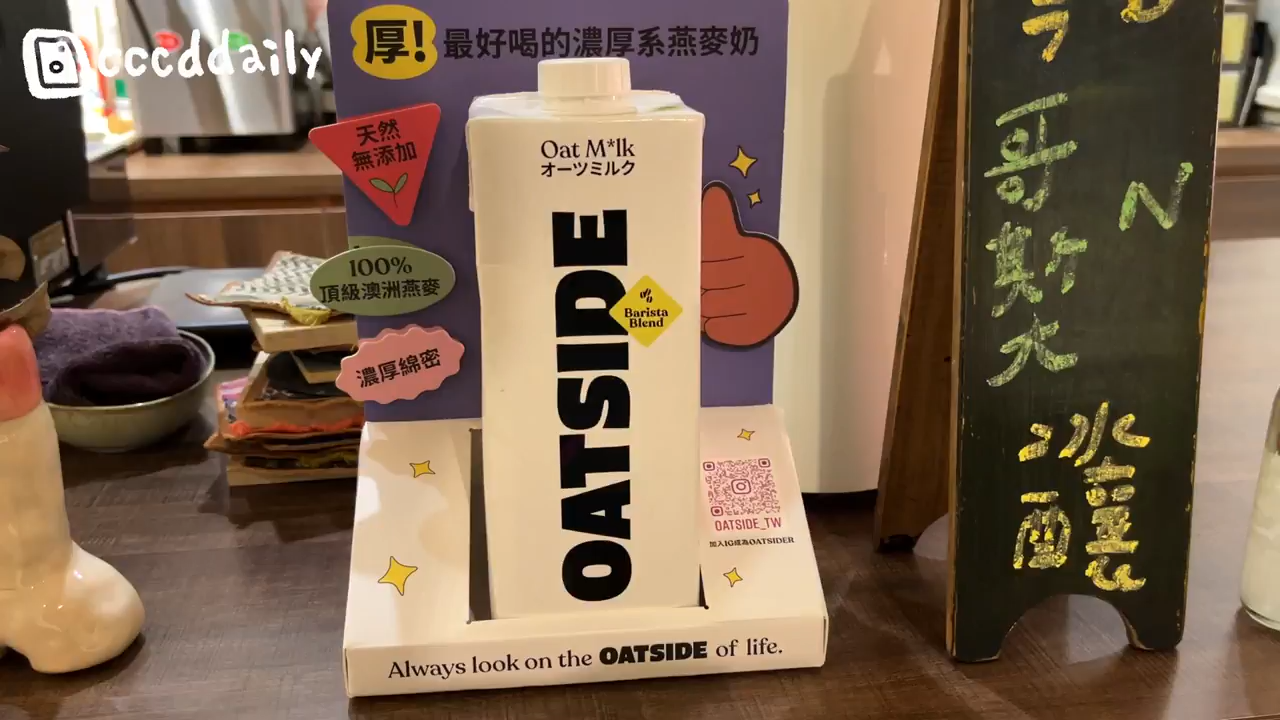 cccddaily
厚! 最好喝的濃厚系燕麥奶
天然
無添加
100%
頂級澳洲燕麥
濃厚綿密
Oat M*lk
オーツミルク
OATSIDE
Barista
Blend
OATSIDE_TW
加入IG成為OATSIDER
Always look on the OATSIDE of life.
哥斯大
冰釀
N